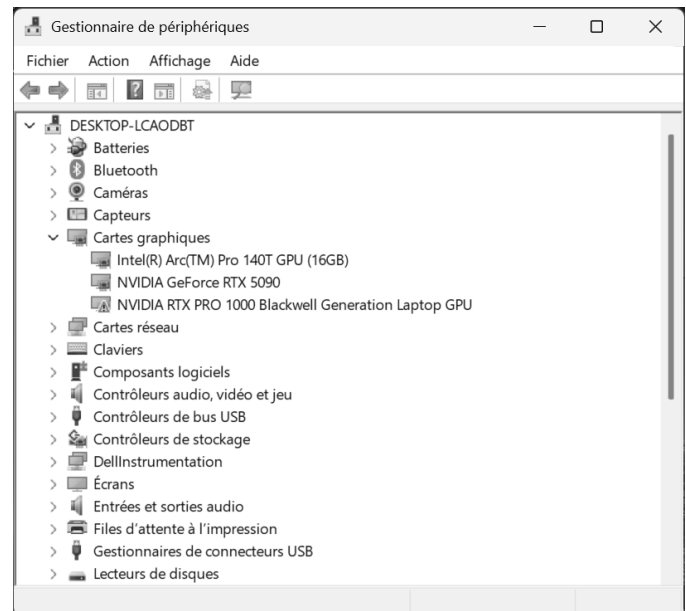 Gestionnaire de périphériques
Fichier Action Affichage Aide
DESKTOP-LCAODBT
Batteries
Bluetooth
Caméras
Capteurs
Cartes graphiques
Intel(R) Arc(TM) Pro 140T GPU (16GB)
NVIDIA GeForce RTX 5090
NVIDIA RTX PRO 1000 Blackwell Generation Laptop GPU
Cartes réseau
Claviers
Composants logiciels
Contrôleurs audio, vidéo et jeu
Contrôleurs de bus USB
Contrôleurs de stockage
DellInstrumentation
Écrans
Entrées et sorties audio
Files d'attente à l'impression
Gestionnaires de connecteurs USB
Lecteurs de disques